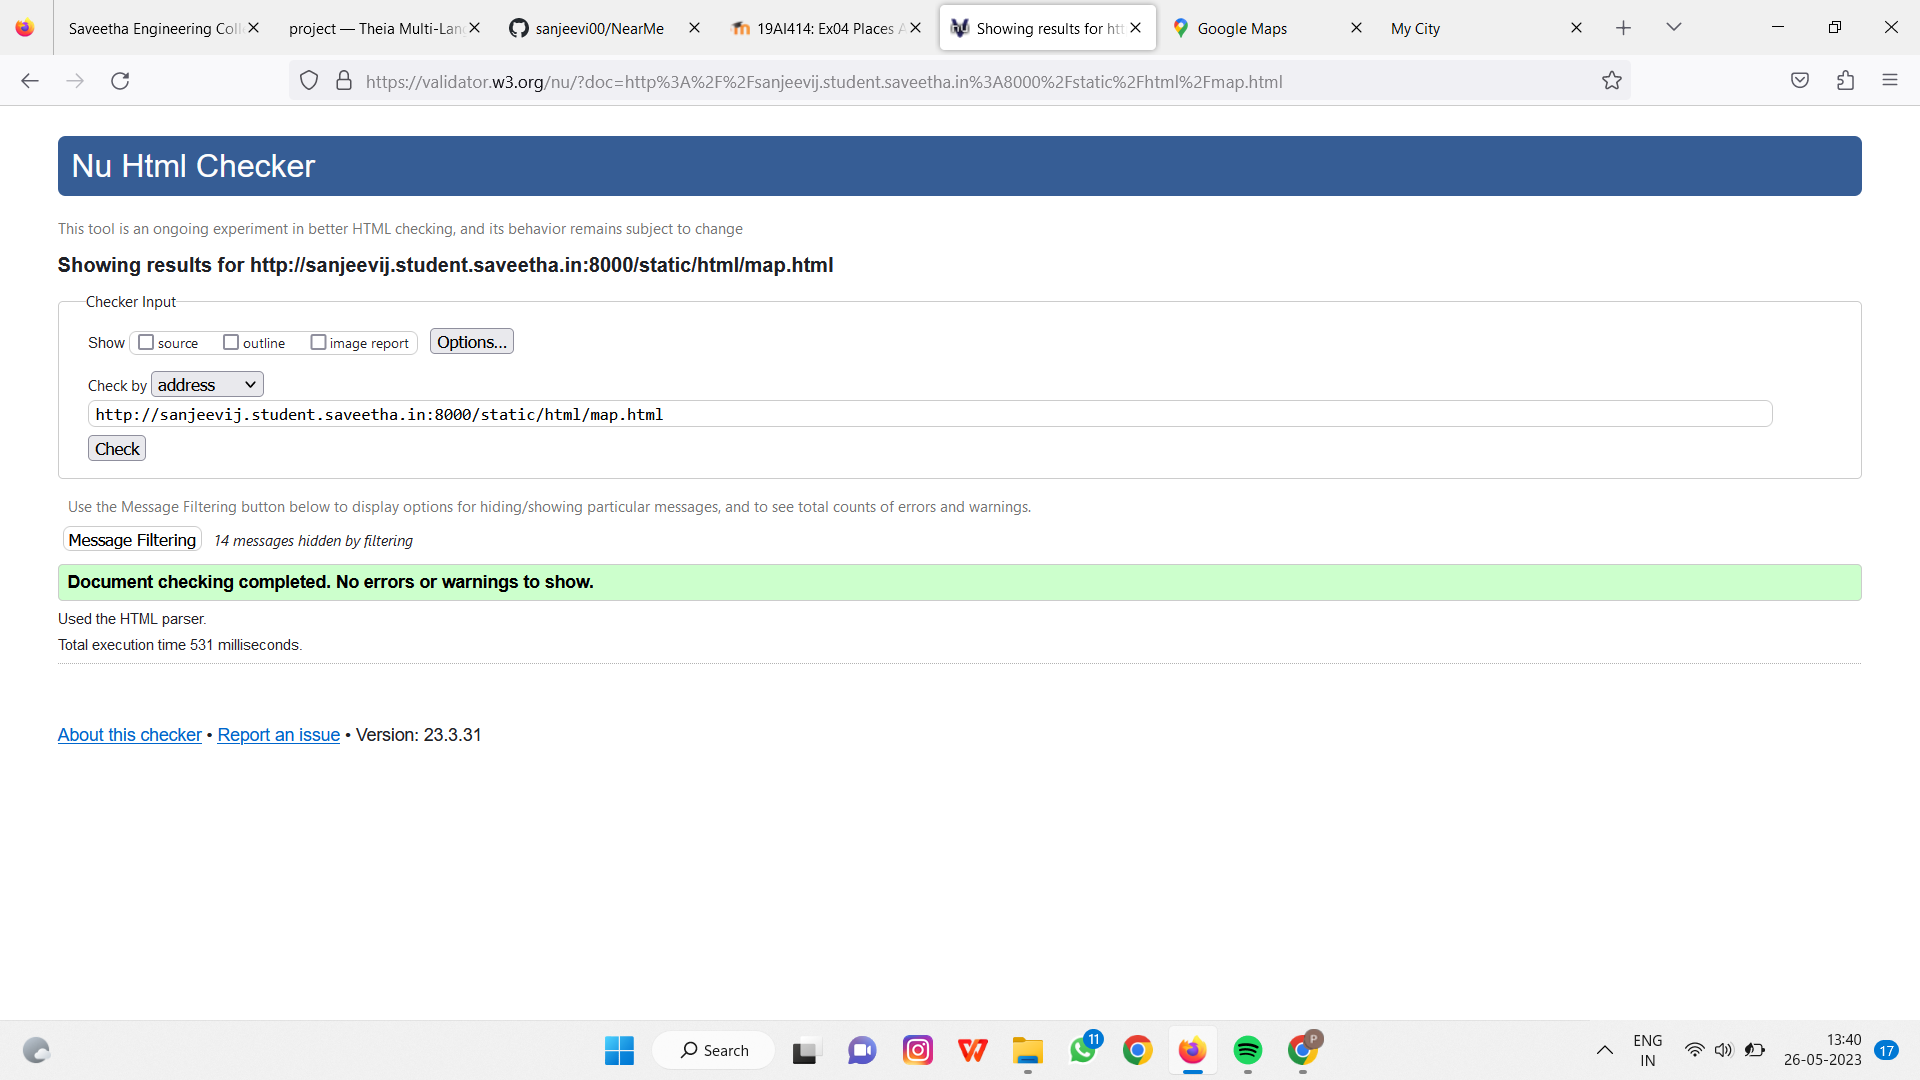 Saveetha Engineering Coll
project — Theia Multi-Lang
sanjeevi00/NearMe
19AI414: Ex04 Places A
Showing results for htt
Google Maps
My City
https://validator.w3.org/nu/?doc=http%3A%2F%2Fsanjeevij.student.saveetha.in%3A8000%2Fstatic%2Fhtml%2Fmap.html
Nu Html Checker
This tool is an ongoing experiment in better HTML checking, and its behavior remains subject to change
Showing results for http://sanjeevij.student.saveetha.in:8000/static/html/map.html
Checker Input
Show source outline image report Options...
Check by address
http://sanjeevij.student.saveetha.in:8000/static/html/map.html
Check
Use the Message Filtering button below to display options for hiding/showing particular messages, and to see total counts of errors and warnings.
Message Filtering 14 messages hidden by filtering
Document checking completed. No errors or warnings to show.
Used the HTML parser.
Total execution time 531 milliseconds.
About this checker • Report an issue • Version: 23.3.31
Search
11
P
ENG
IN
13:40
26-05-2023
17